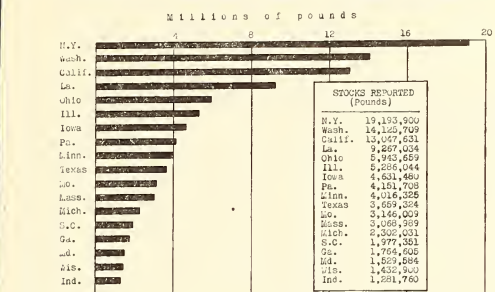 Millions of pounds
4 8 12 16 20
N.Y.
Wash.
Calif.
La.
Ohio
Ill.
Iowa
Pa.
Minn.
Texas
Mo.
Mass.
Mich.
S.C.
Ga.
Md.
Wis.
Ind.
STOCKS REPORTED
(Pounds)
N.Y. 19,193,900
Wash. 14,125,709
Calif. 13,047,631
La. 9,267,034
Ohio 5,943,659
Ill. 5,286,044
Iowa 4,631,480
Pa. 4,151,708
Minn. 4,016,325
Texas 3,659,324
Mo. 3,146,009
Mass. 3,068,989
Mich. 2,302,031
S.C. 1,977,351
Ga. 1,764,605
Md. 1,529,584
Wis. 1,432,900
Ind. 1,281,760